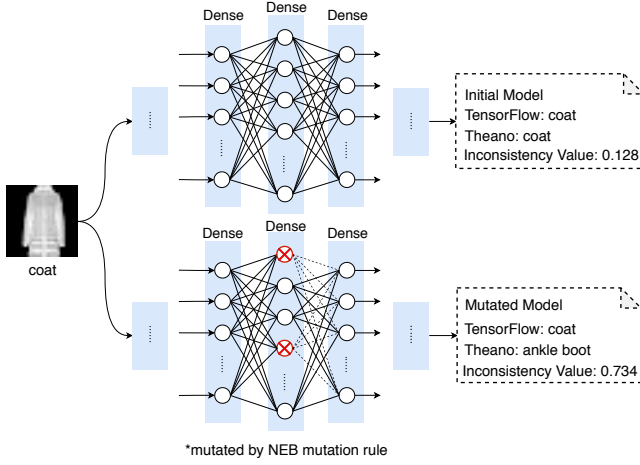 Dense
Dense
Dense
Initial Model
TensorFlow: coat
Theano: coat
Inconsistency Value: 0.128
coat
Dense
Dense
Dense
Mutated Model
TensorFlow: coat
Theano: ankle boot
Inconsistency Value: 0.734
*mutated by NEB mutation rule